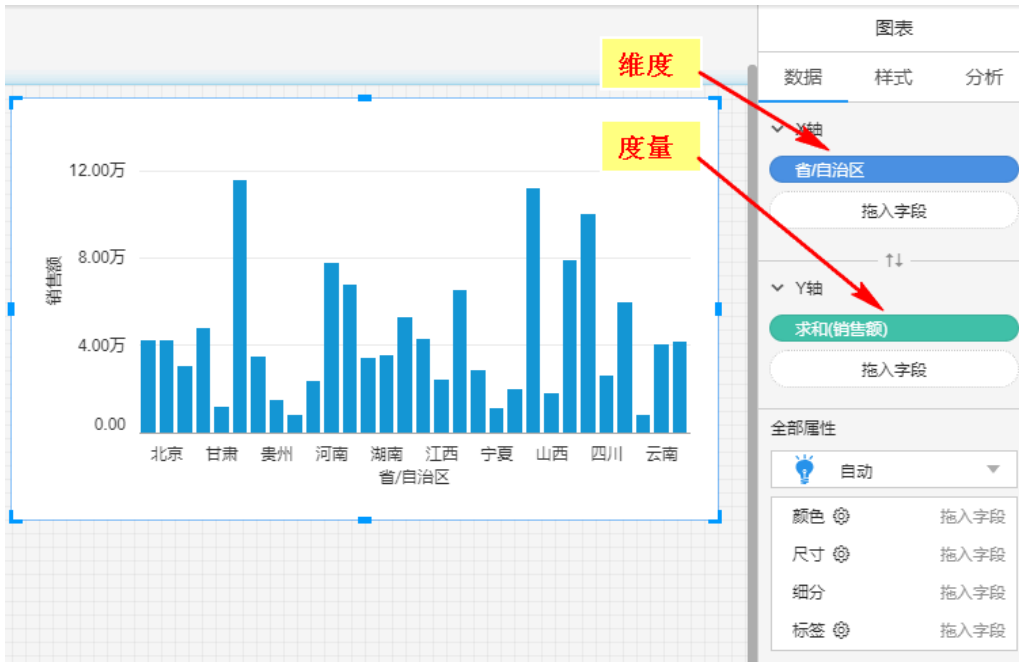 图表
维度
数据 样式 分析
X轴
度量
省/自治区
拖入字段
Y轴
求和(销售额)
拖入字段
全部属性
自动
颜色 拖入字段
尺寸 拖入字段
细分 拖入字段
标签 拖入字段
12.00万
8.00万
4.00万
0.00
销售额
北京 甘肃 贵州 河南 湖南 江西 宁夏 山西 四川 云南
省/自治区